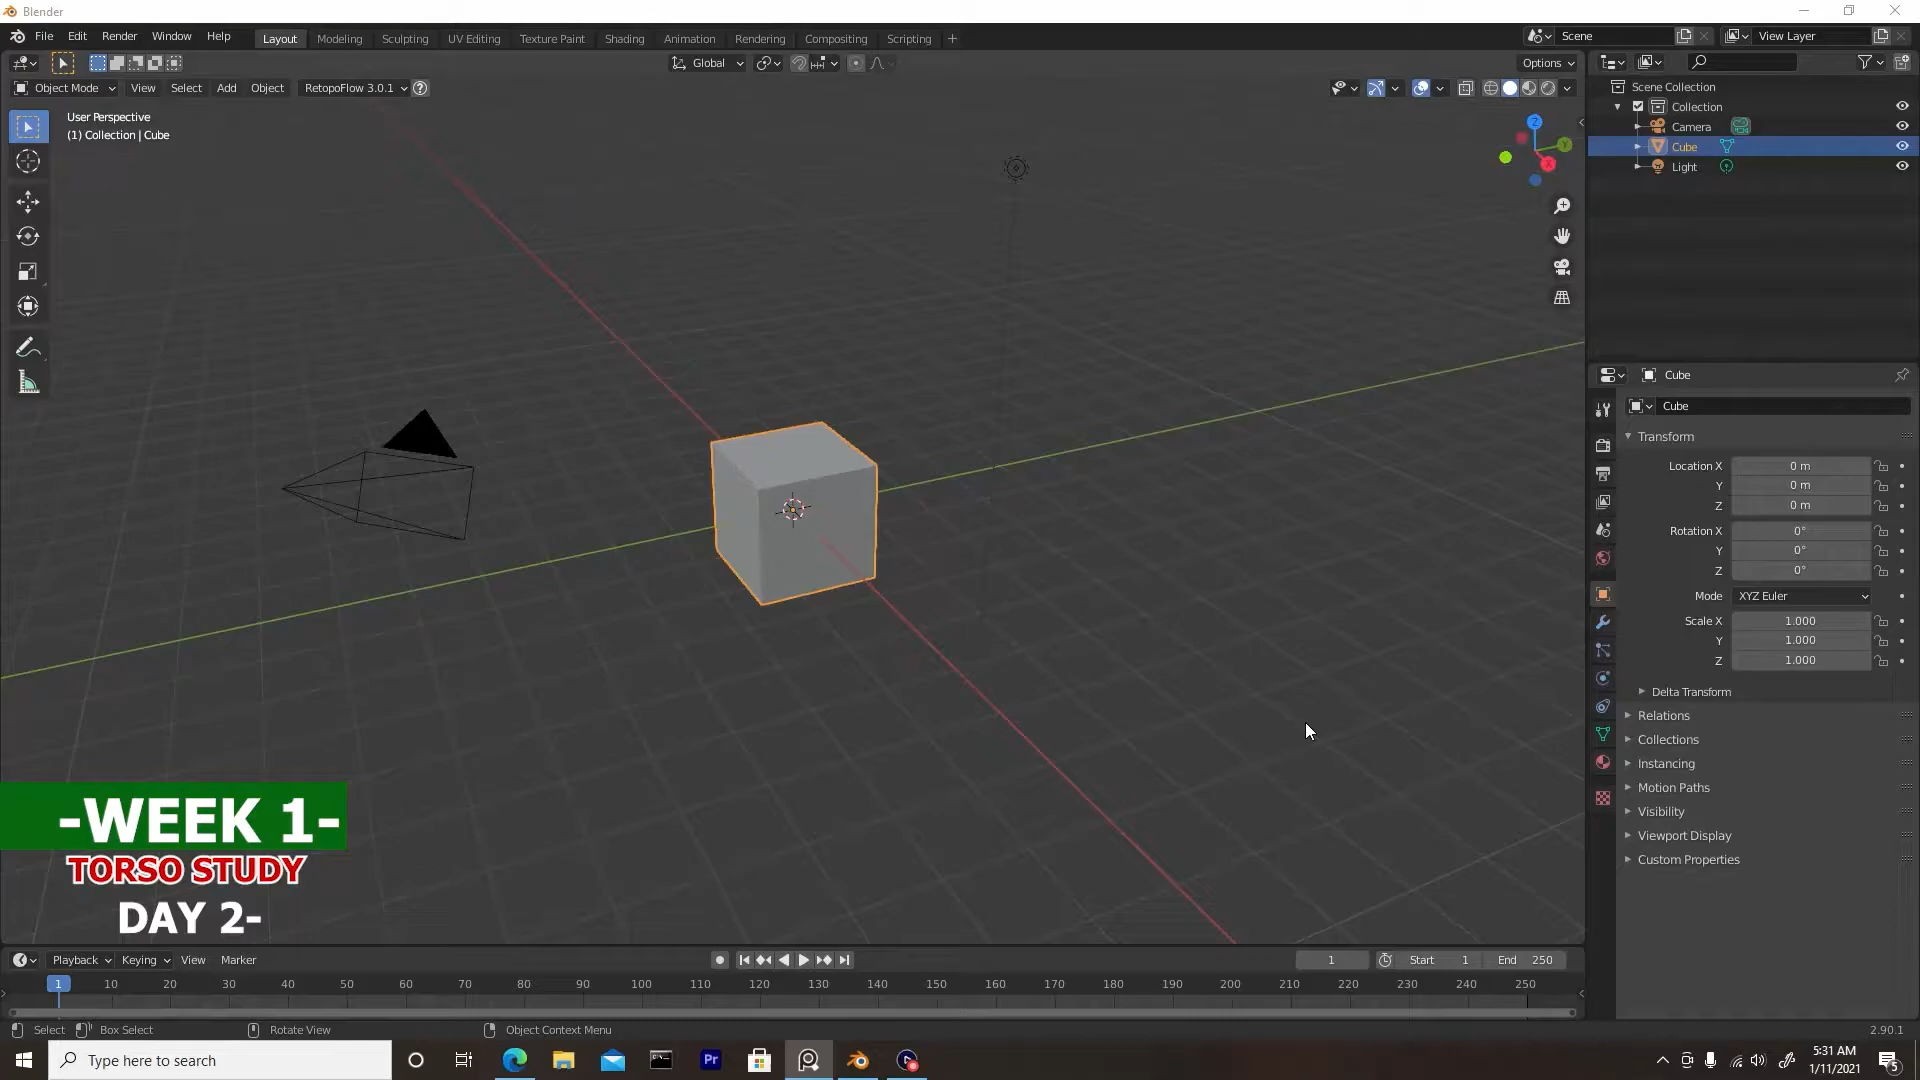 Blender
File Edit Render Window Help
Layout Modeling Sculpting UV Editing Texture Paint Shading Animation Rendering Compositing Scripting +
Scene
View Layer
Global
Options
Object Mode View Select Add Object RetopoFlow 3.0.1 ?
User Perspective
(1) Collection | Cube
Z
Y
X
Scene Collection
Collection
Camera
Cube
Light
Cube
Cube
Transform
Location X 0 m
Y 0 m
Z 0 m
Rotation X 0°
Y 0°
Z 0°
Mode XYZ Euler
Scale X 1.000
Y 1.000
Z 1.000
Delta Transform
Relations
Collections
Instancing
Motion Paths
Visibility
Viewport Display
Custom Properties
-WEEK 1-
TORSO STUDY
DAY 2-
Playback Keying View Marker
1 Start 1 End 250
1 10 20 30 40 50 60 70 80 90 100 110 120 130 140 150 160 170 180 190 200 210 220 230 240 250
Select Box Select Rotate View Object Context Menu
2.90.1
Type here to search
Pr
5:31 AM
1/11/2021
5